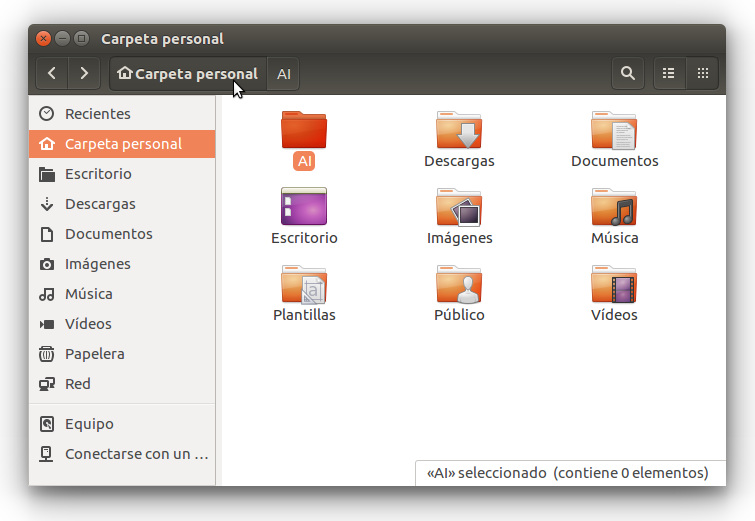 Carpeta personal
Carpeta personal AI
Recientes
Carpeta personal
Escritorio
Descargas
Documentos
Imágenes
Música
Vídeos
Papelera
Red
Equipo
Conectarse con un ...
AI Descargas Documentos
Escritorio Imágenes Música
Plantillas Público Vídeos
«AI» seleccionado (contiene 0 elementos)